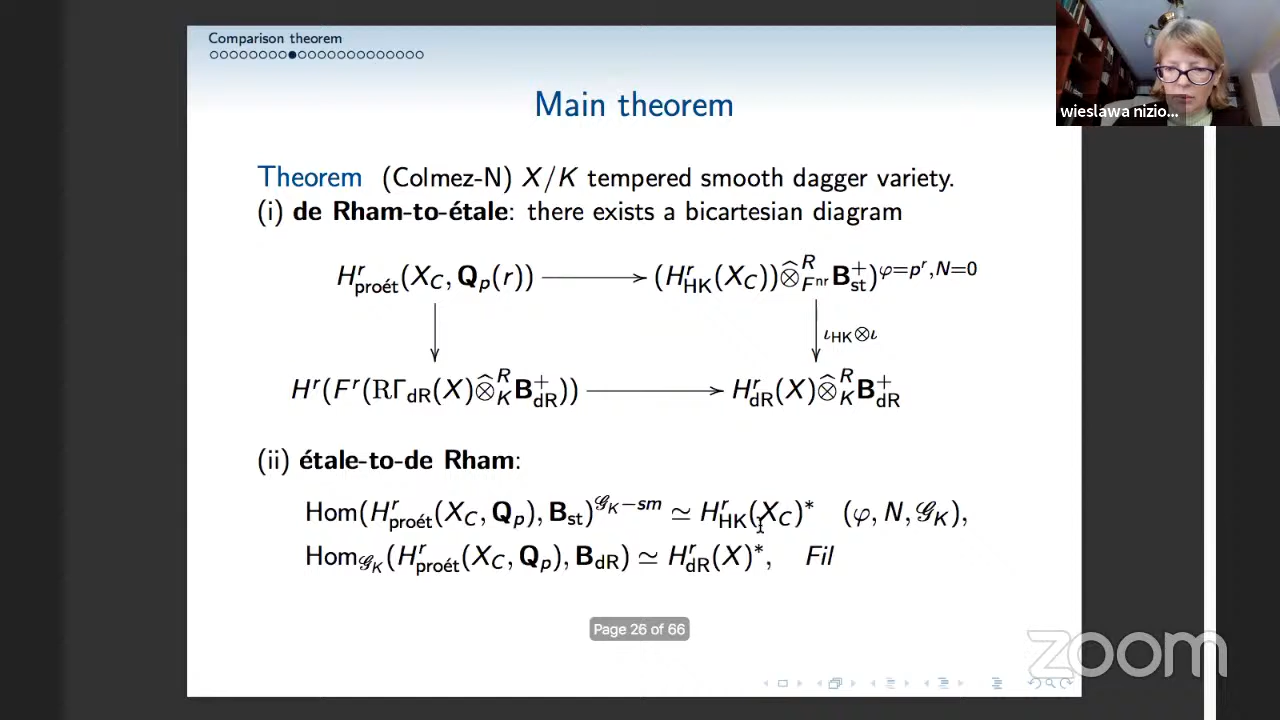 Comparison theorem
wieslawa nizio...
Main theorem
Theorem (Colmez-N) X/K tempered smooth dagger variety.
(i) de Rham-to-étale: there exists a bicartesian diagram
H^r_proét(X_C, Q_p(r)) ⟶ (H^r_HK(X_C))⊗̂^R_{F^nr} B^+_st)^{φ=p^r,N=0}
ι_HK⊗ι
H^r(F^r(RΓ_dR(X)⊗̂^R_K B^+_dR)) ⟶ H^r_dR(X)⊗̂^R_K B^+_dR
(ii) étale-to-de Rham:
Hom(H^r_proét(X_C, Q_p), B_st)^{𝒢_K−sm} ≃ H^r_HK(X_C)* (φ, N, 𝒢_K),
Hom_{𝒢_K}(H^r_proét(X_C, Q_p), B_dR) ≃ H^r_dR(X)*, Fil
Page 26 of 66
zoom